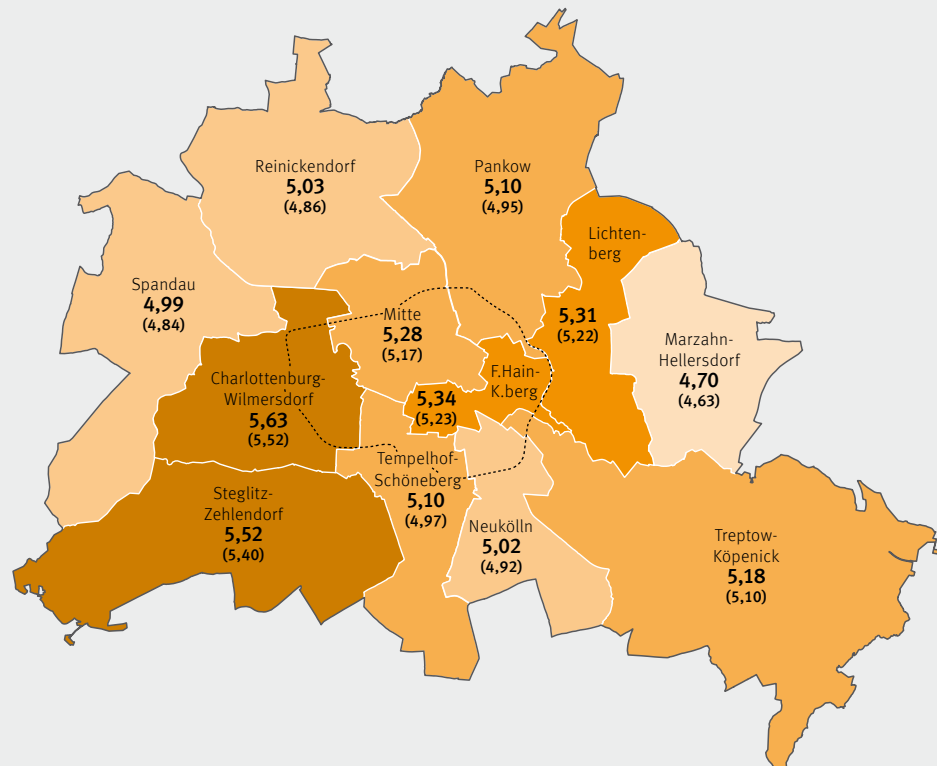 Reinickendorf
5,03
(4,86)
Pankow
5,10
(4,95)
Lichten-
berg
5,31
(5,22)
Spandau
4,99
(4,84)
Mitte
5,28
(5,17)
Marzahn-
Hellersdorf
4,70
(4,63)
Charlottenburg-
Wilmersdorf
5,63
(5,52)
F.Hain-
K.berg
5,34
(5,23)
Tempelhof-
Schöneberg
5,10
(4,97)
Steglitz-
Zehlendorf
5,52
(5,40)
Neukölln
5,02
(4,92)
Treptow-
Köpenick
5,18
(5,10)